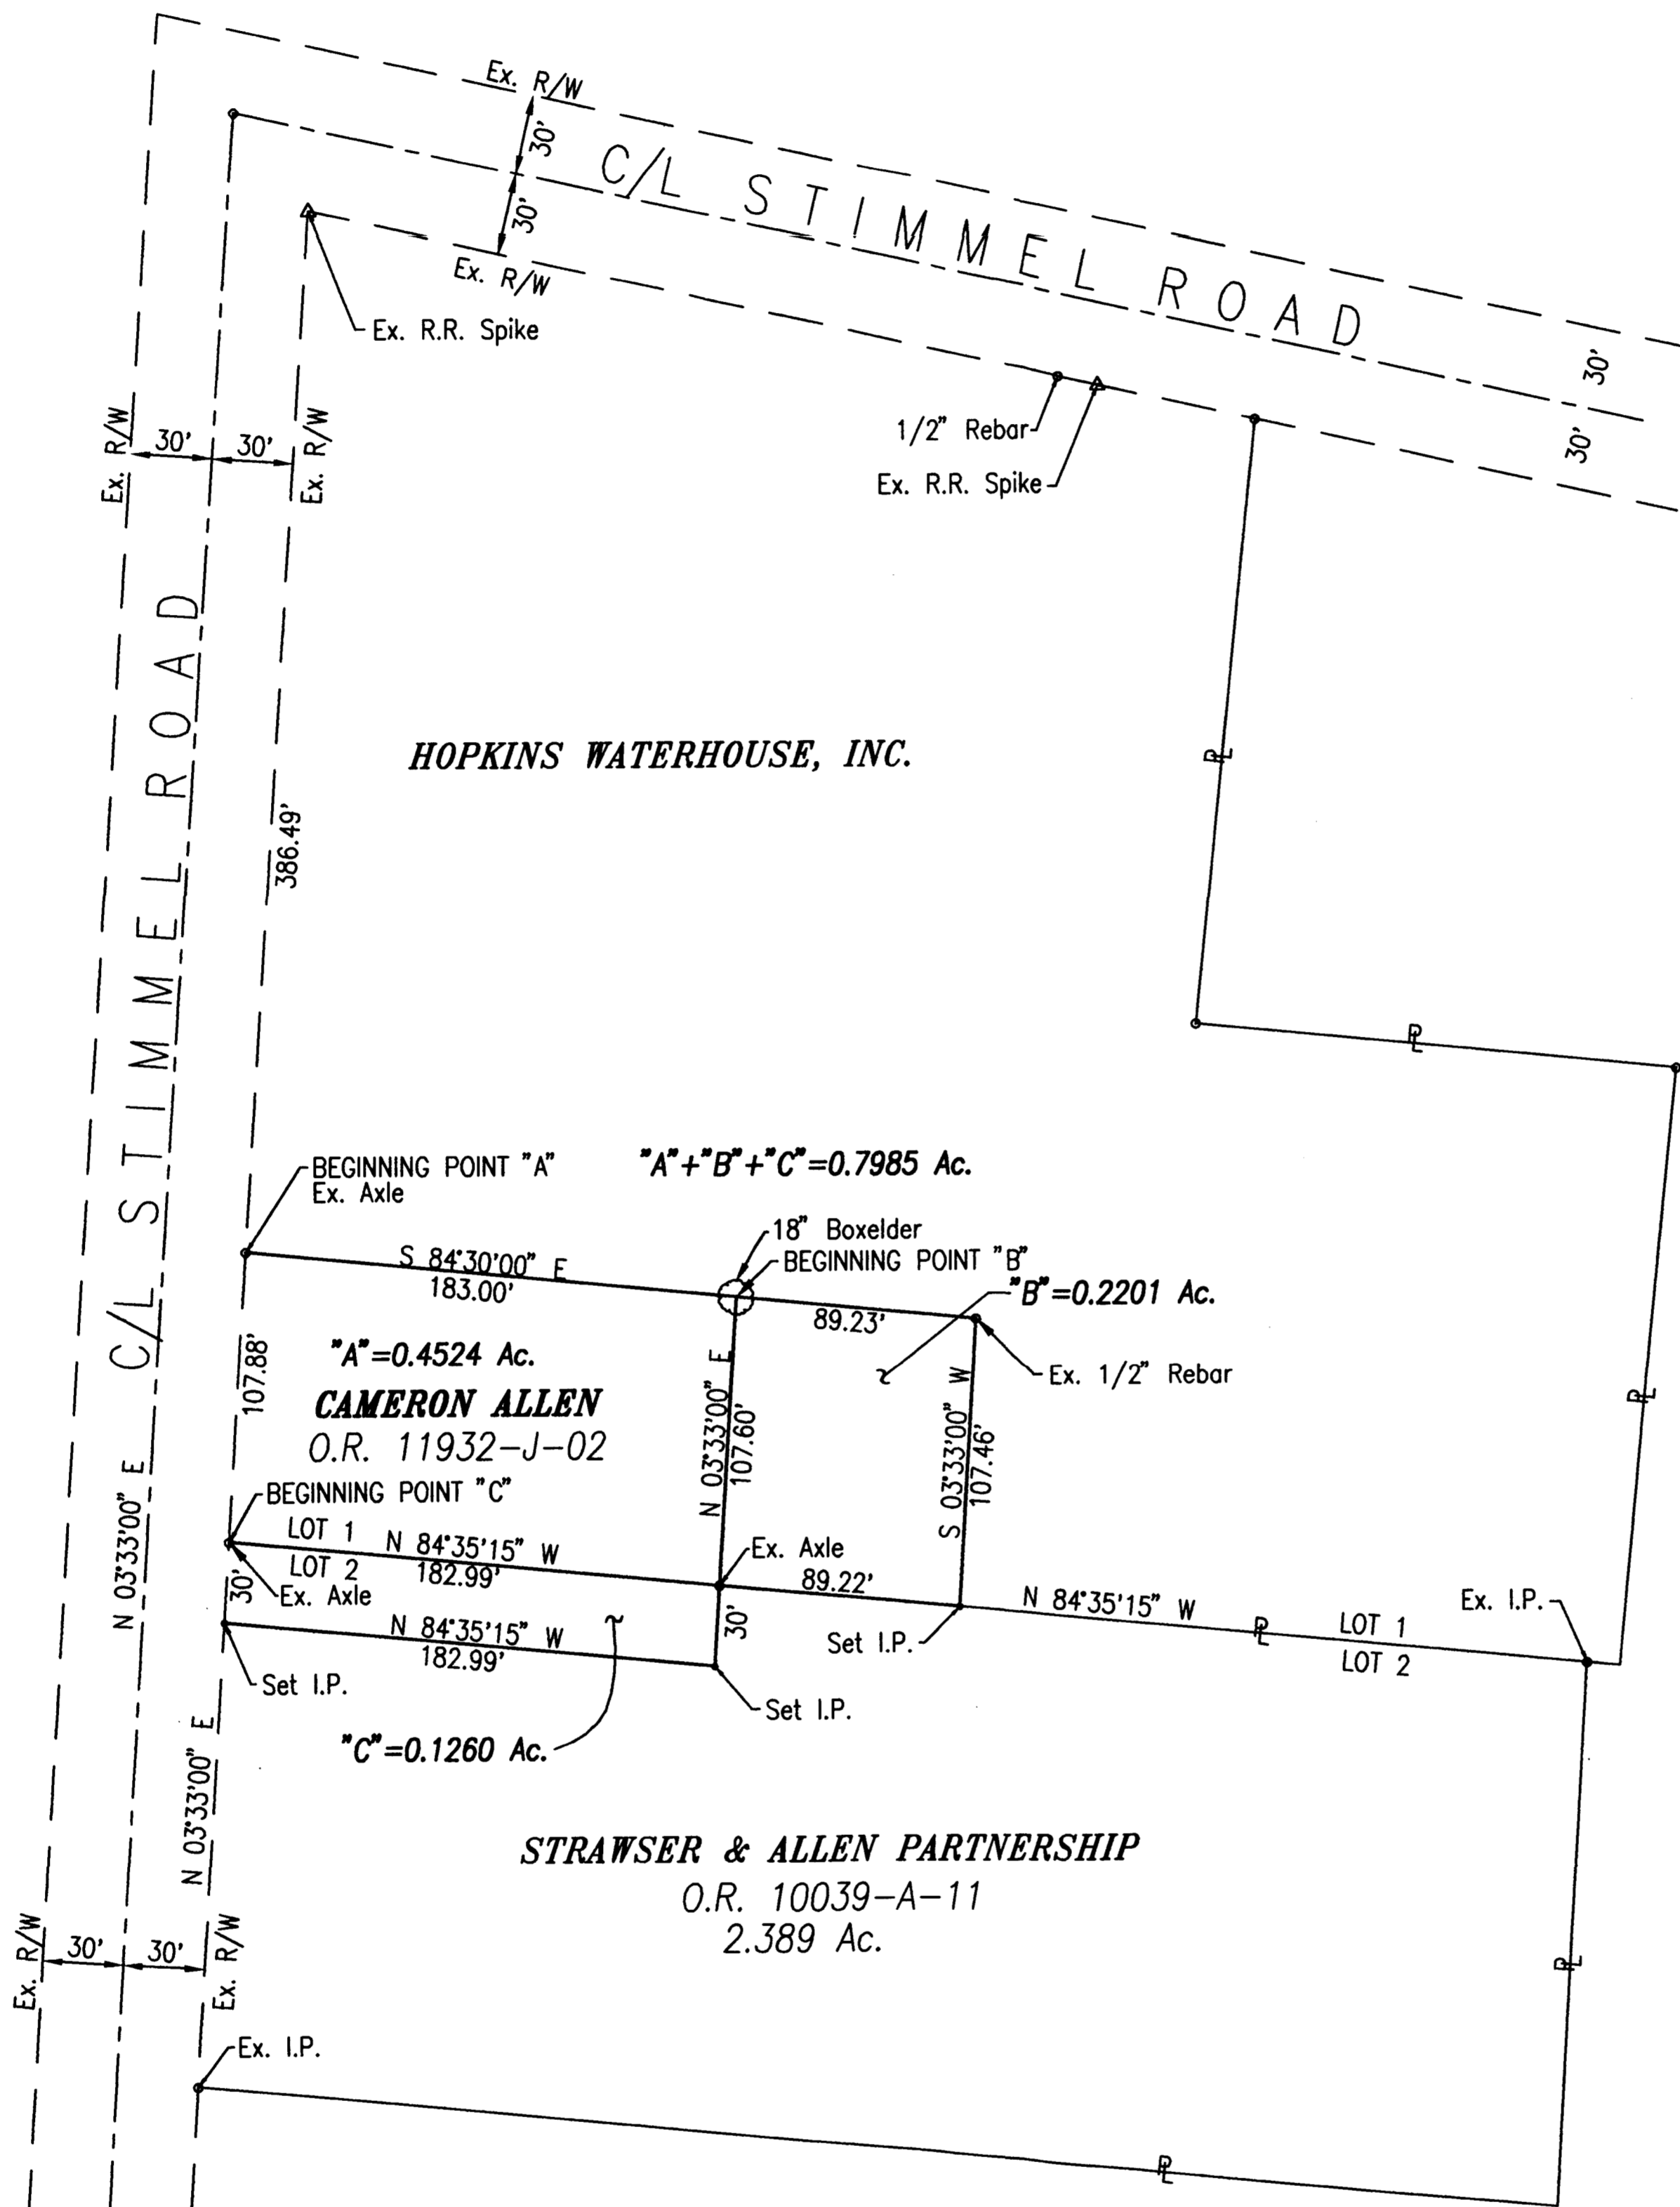 Ex. R/W
30'
C/L STIMMEL ROAD
30'
Ex. R/W
Ex. R.R. Spike
30'
30'
1/2" Rebar
Ex. R.R. Spike
Ex. R/W
30'
30'
Ex. R/W
HOPKINS WATERHOUSE, INC.
386.49'
C/L STIMMEL ROAD
PL
PL
BEGINNING POINT "A"
Ex. Axle
"A"+"B"+"C"=0.7985 Ac.
18" Boxelder
BEGINNING POINT "B"
S 84°30'00" E
183.00'
"B"=0.2201 Ac.
89.23'
107.88'
"A"=0.4524 Ac.
CAMERON ALLEN
O.R. 11932-J-02
N 03°33'00" E
107.60'
S 03°33'00" W
107.46'
Ex. 1/2" Rebar
PL
N 03°33'00" E
BEGINNING POINT "C"
LOT 1
N 84°35'15" W
LOT 2
182.99'
Ex. Axle
30'
Ex. Axle
89.22'
N 84°35'15" W
PL
LOT 1
LOT 2
Ex. I.P.
N 84°35'15" W
182.99'
30'
Set I.P.
Set I.P.
Set I.P.
"C"=0.1260 Ac.
N 03°33'00" E
STRAWSER & ALLEN PARTNERSHIP
O.R. 10039-A-11
2.389 Ac.
Ex. R/W
30'
30'
Ex. R/W
PL
Ex. I.P.
PL